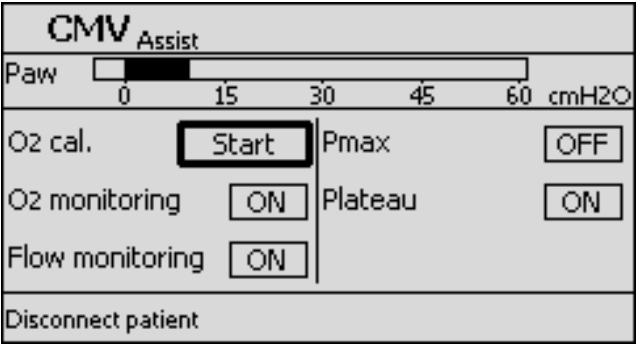 CMV Assist
Paw
0 15 30 45 60 cmH2O
O2 cal. Start Pmax OFF
O2 monitoring ON Plateau ON
Flow monitoring ON
Disconnect patient